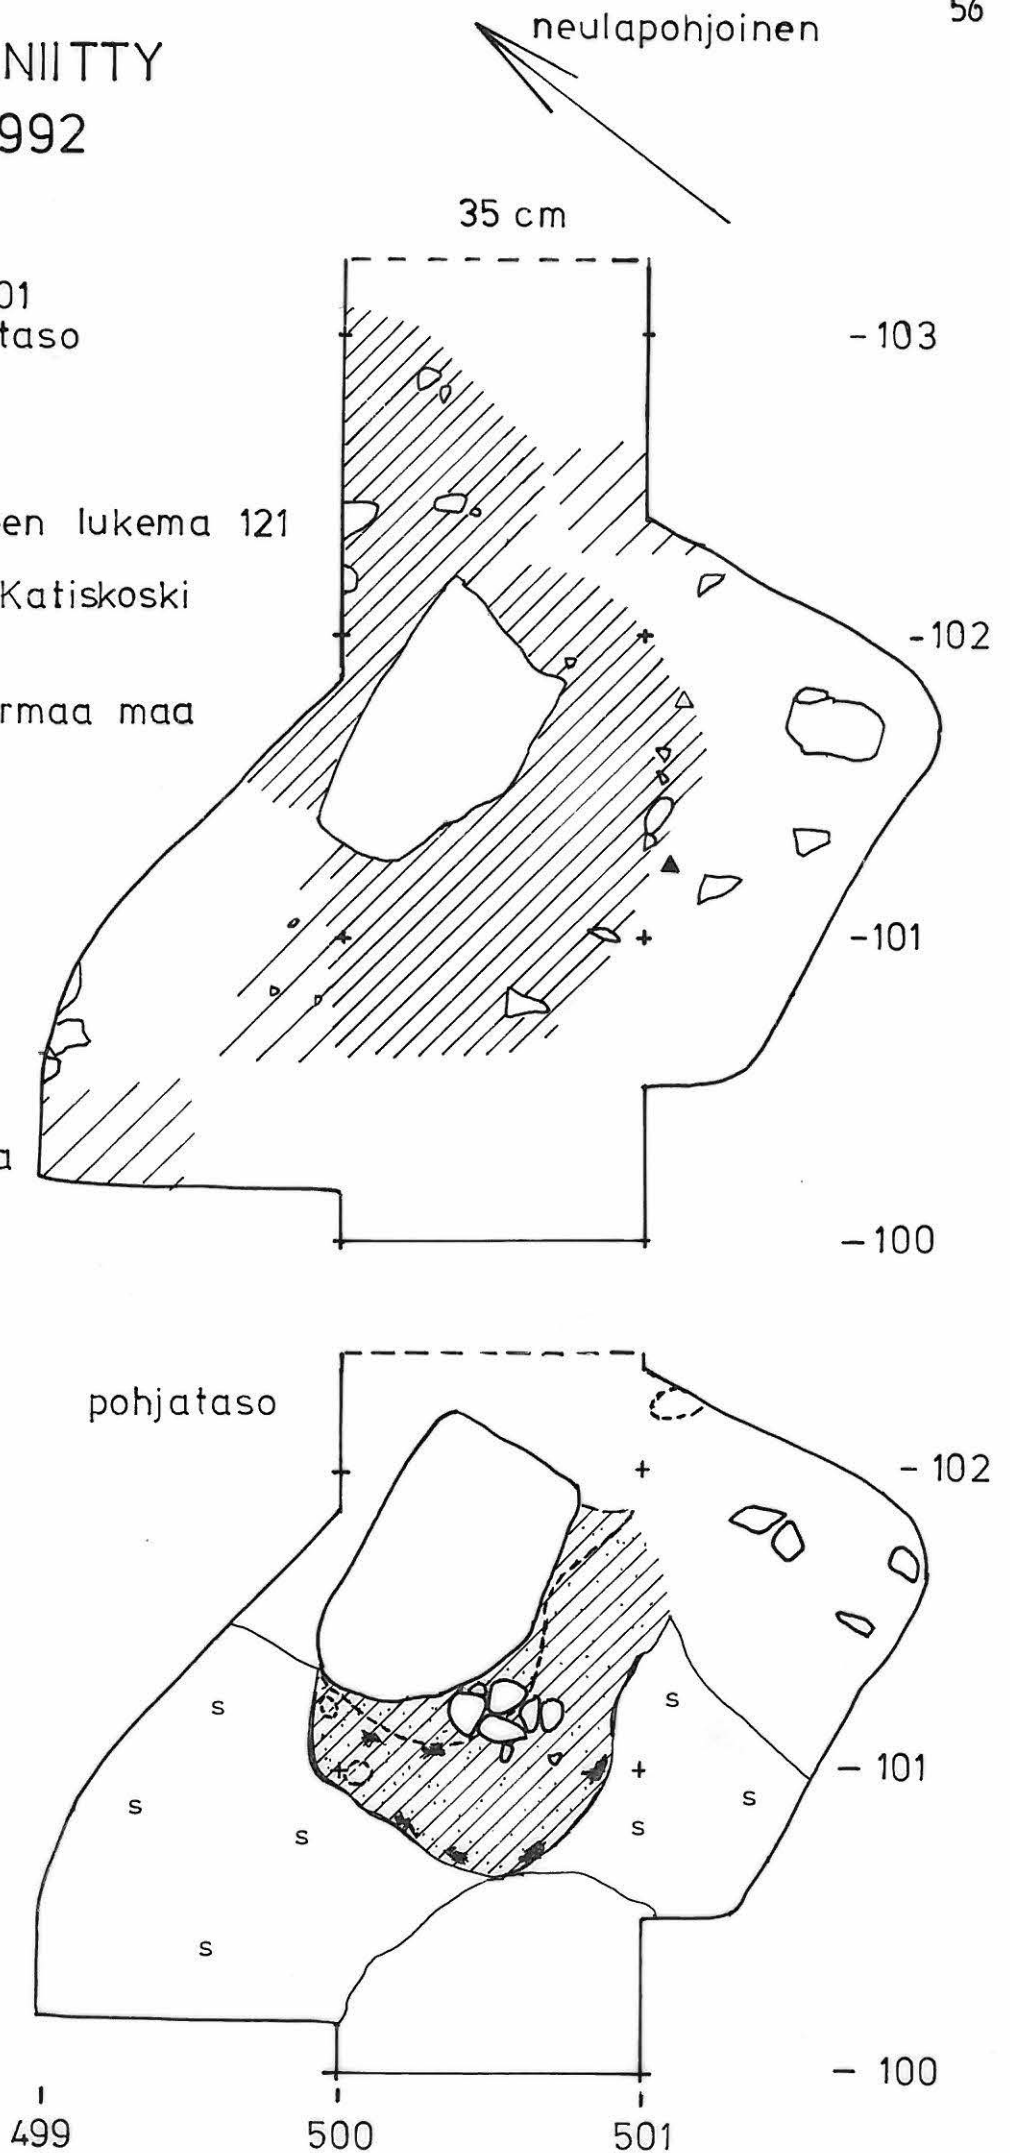 56
neulapohjoinen
NIITTY
992
35 cm
01
taso
-103
en lukema 121
Katiskoski
-102
rmaa maa
-101
a
-100
pohjataso
-102
s
s
-101
s
s
s
s
s
-100
499 500 501